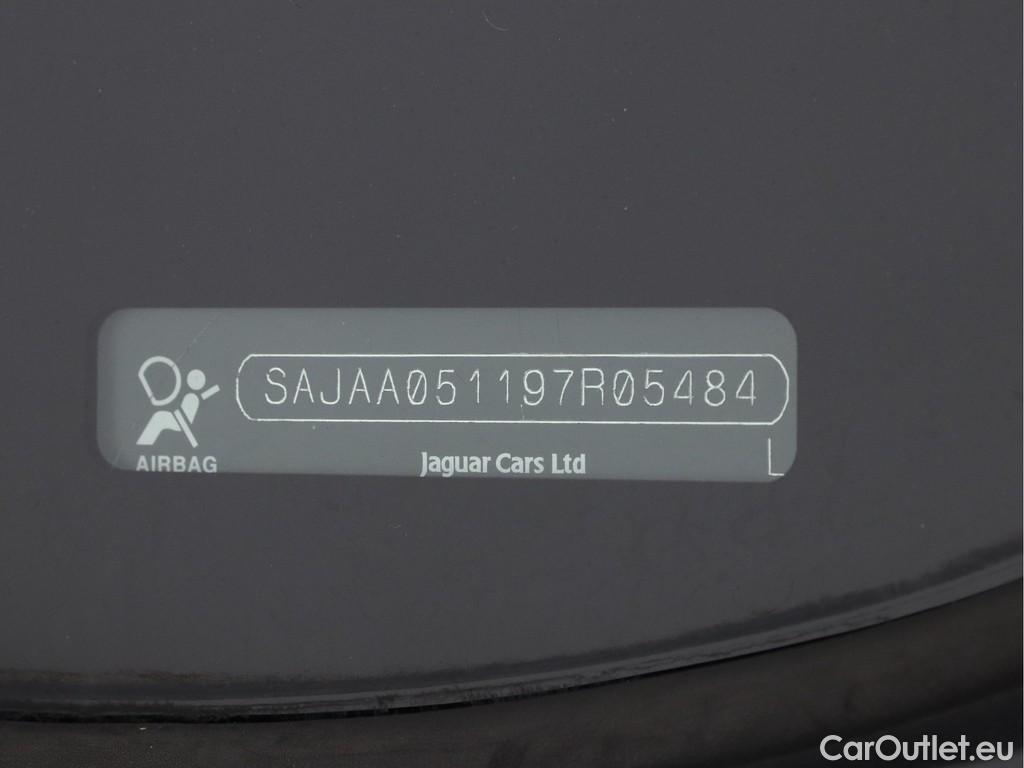 SAJAA051197R05484
AIRBAG
Jaguar Cars Ltd
L
CarOutlet.eu